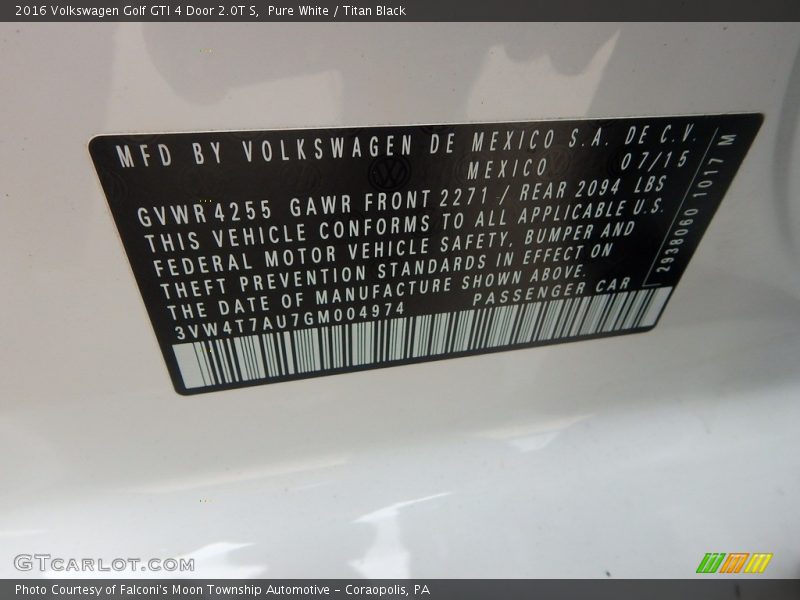 2016 Volkswagen Golf GTI 4 Door 2.0T S,  Pure White / Titan Black
MFD BY VOLKSWAGEN DE MEXICO S.A. DE C.V.
MEXICO 07/15
GVWR 4255 GAWR FRONT 2271 / REAR 2094 LBS
THIS VEHICLE CONFORMS TO ALL APPLICABLE U.S.
FEDERAL MOTOR VEHICLE SAFETY, BUMPER AND
THEFT PREVENTION STANDARDS IN EFFECT ON
THE DATE OF MANUFACTURE SHOWN ABOVE.
3VW4T7AU7GM004974 PASSENGER CAR
2938060 1017 M
GTcarlot.com
Photo Courtesy of Falconi's Moon Township Automotive - Coraopolis, PA